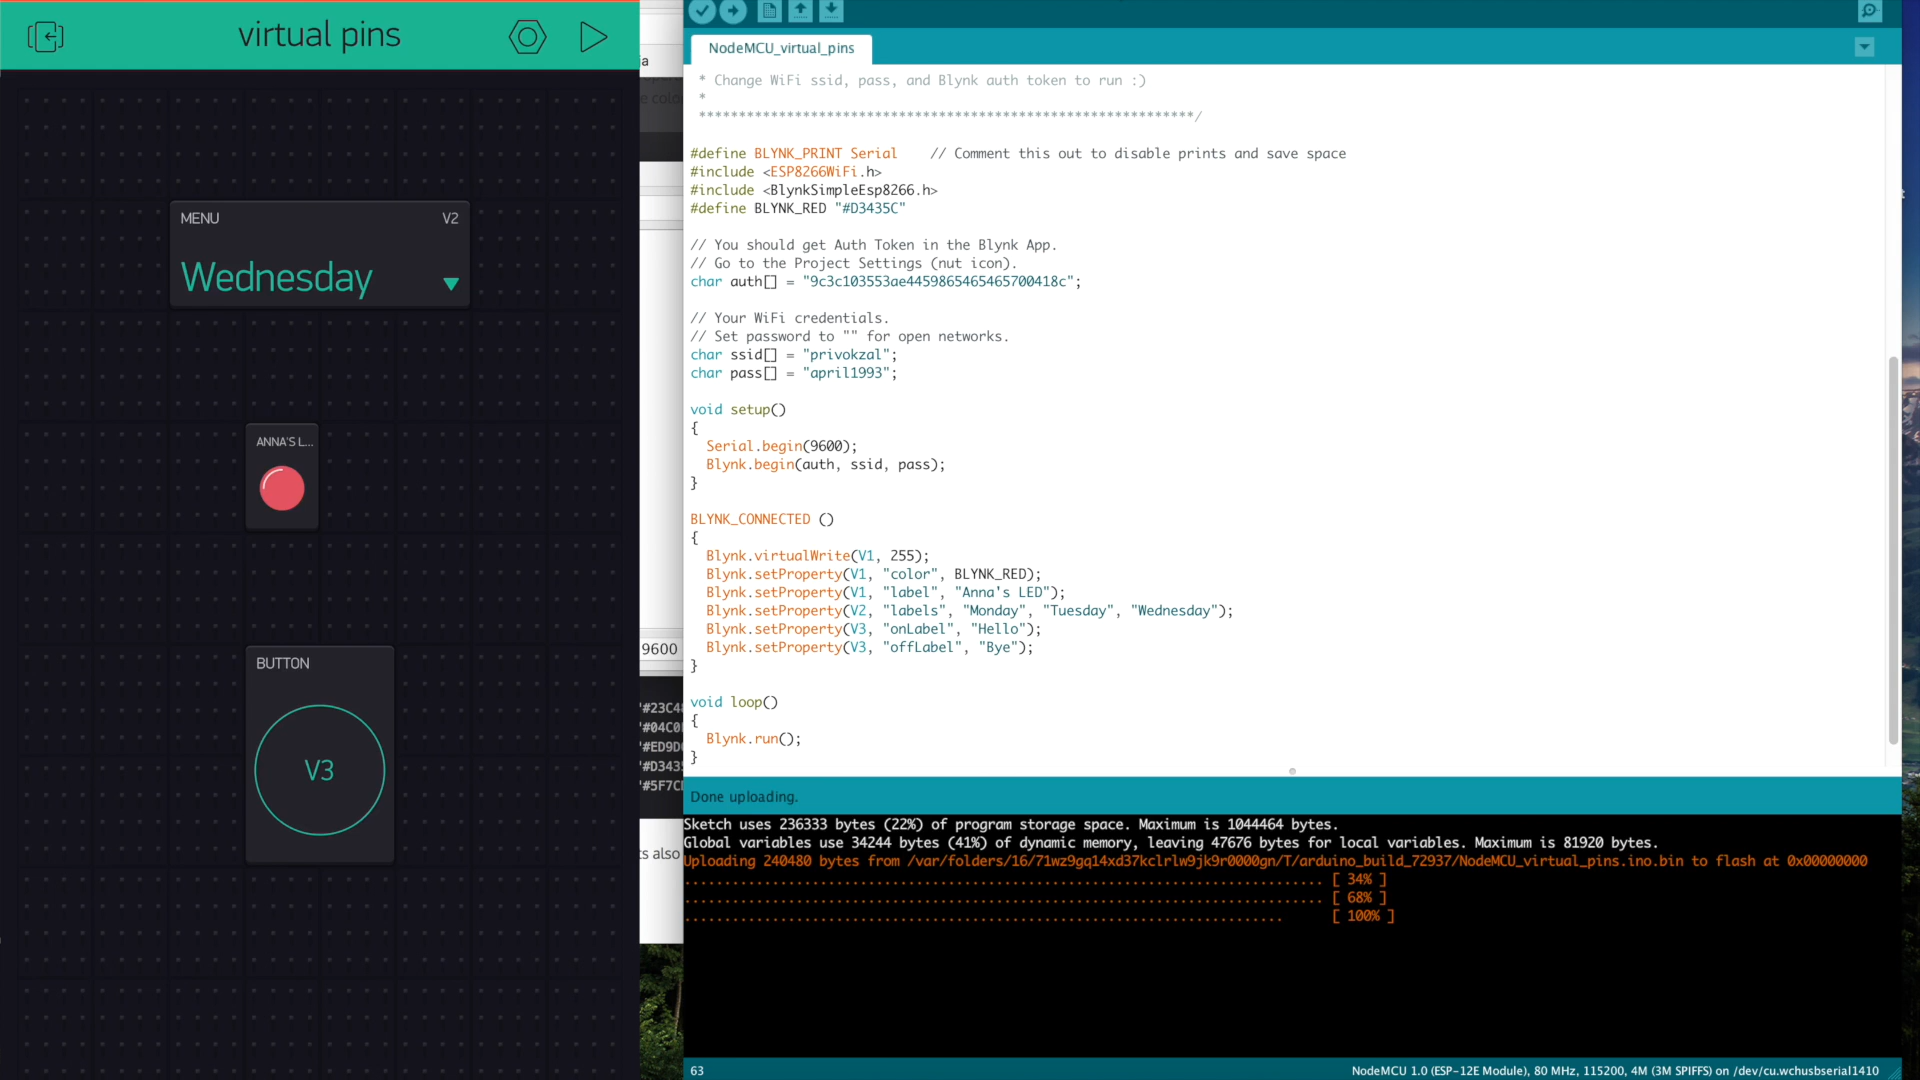 virtual pins
MENU V2
Wednesday
ANNA'S L...
BUTTON
V3
9600
NodeMCU_virtual_pins
* Change WiFi ssid, pass, and Blynk auth token to run :)
*
**************************************************************/
#define BLYNK_PRINT Serial    // Comment this out to disable prints and save space
#include <ESP8266WiFi.h>
#include <BlynkSimpleEsp8266.h>
#define BLYNK_RED "#D3435C"
// You should get Auth Token in the Blynk App.
// Go to the Project Settings (nut icon).
char auth[] = "9c3c103553ae4459865465465700418c";
// Your WiFi credentials.
// Set password to "" for open networks.
char ssid[] = "privokzal";
char pass[] = "april1993";
void setup()
{
Serial.begin(9600);
Blynk.begin(auth, ssid, pass);
}
BLYNK_CONNECTED ()
{
Blynk.virtualWrite(V1, 255);
Blynk.setProperty(V1, "color", BLYNK_RED);
Blynk.setProperty(V1, "label", "Anna's LED");
Blynk.setProperty(V2, "labels", "Monday", "Tuesday", "Wednesday");
Blynk.setProperty(V3, "onLabel", "Hello");
Blynk.setProperty(V3, "offLabel", "Bye");
}
void loop()
{
Blynk.run();
}
Done uploading.
Sketch uses 236333 bytes (22%) of program storage space. Maximum is 1044464 bytes.
Global variables use 34244 bytes (41%) of dynamic memory, leaving 47676 bytes for local variables. Maximum is 81920 bytes.
Uploading 240480 bytes from /var/folders/16/71wz9gq14xd37kclrlw9jk9r0000gn/T/arduino_build_72937/NodeMCU_virtual_pins.ino.bin to flash at 0x00000000
................................................................................ [ 34% ]
................................................................................ [ 68% ]
........................................................................... [ 100% ]
63
NodeMCU 1.0 (ESP-12E Module), 80 MHz, 115200, 4M (3M SPIFFS) on /dev/cu.wchusbserial1410